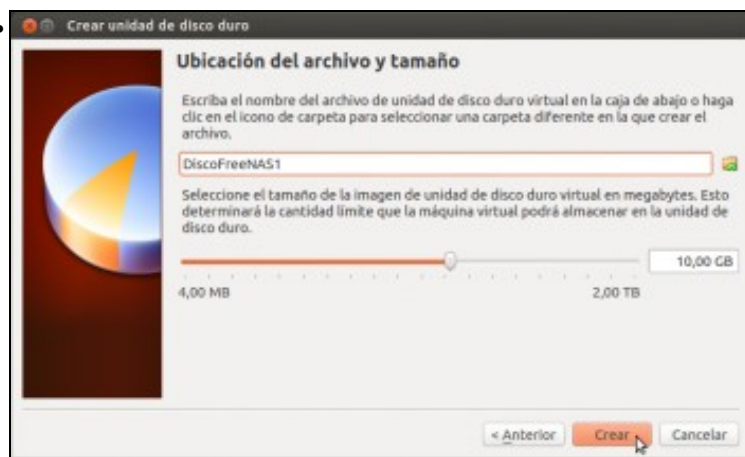 Crear unidad de disco duro
Ubicación del archivo y tamaño
Escriba el nombre del archivo de unidad de disco duro virtual en la caja de abajo o haga
clic en el icono de carpeta para seleccionar una carpeta diferente en la que crear el
archivo.
DiscoFreeNAS1
Seleccione el tamaño de la imagen de unidad de disco duro virtual en megabytes. Esto
determinará la cantidad límite que la máquina virtual podrá almacenar en la unidad de
disco duro.
10,00 GB
4,00 MB 2,00 TB
< Anterior Crear Cancelar